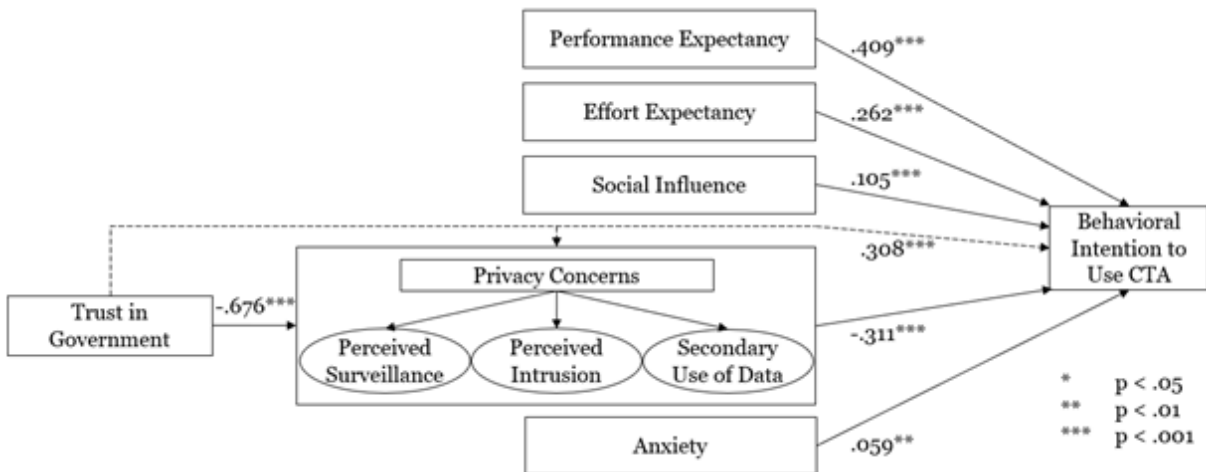 Performance Expectancy
.409***
Effort Expectancy
.262***
Social Influence
.105***
Behavioral
Intention to
Use CTA
.308***
Privacy Concerns
Trust in
Government
-.676***
Perceived
Surveillance
Perceived
Intrusion
Secondary
Use of Data
-.311***
Anxiety
.059**
* p < .05
** p < .01
*** p < .001